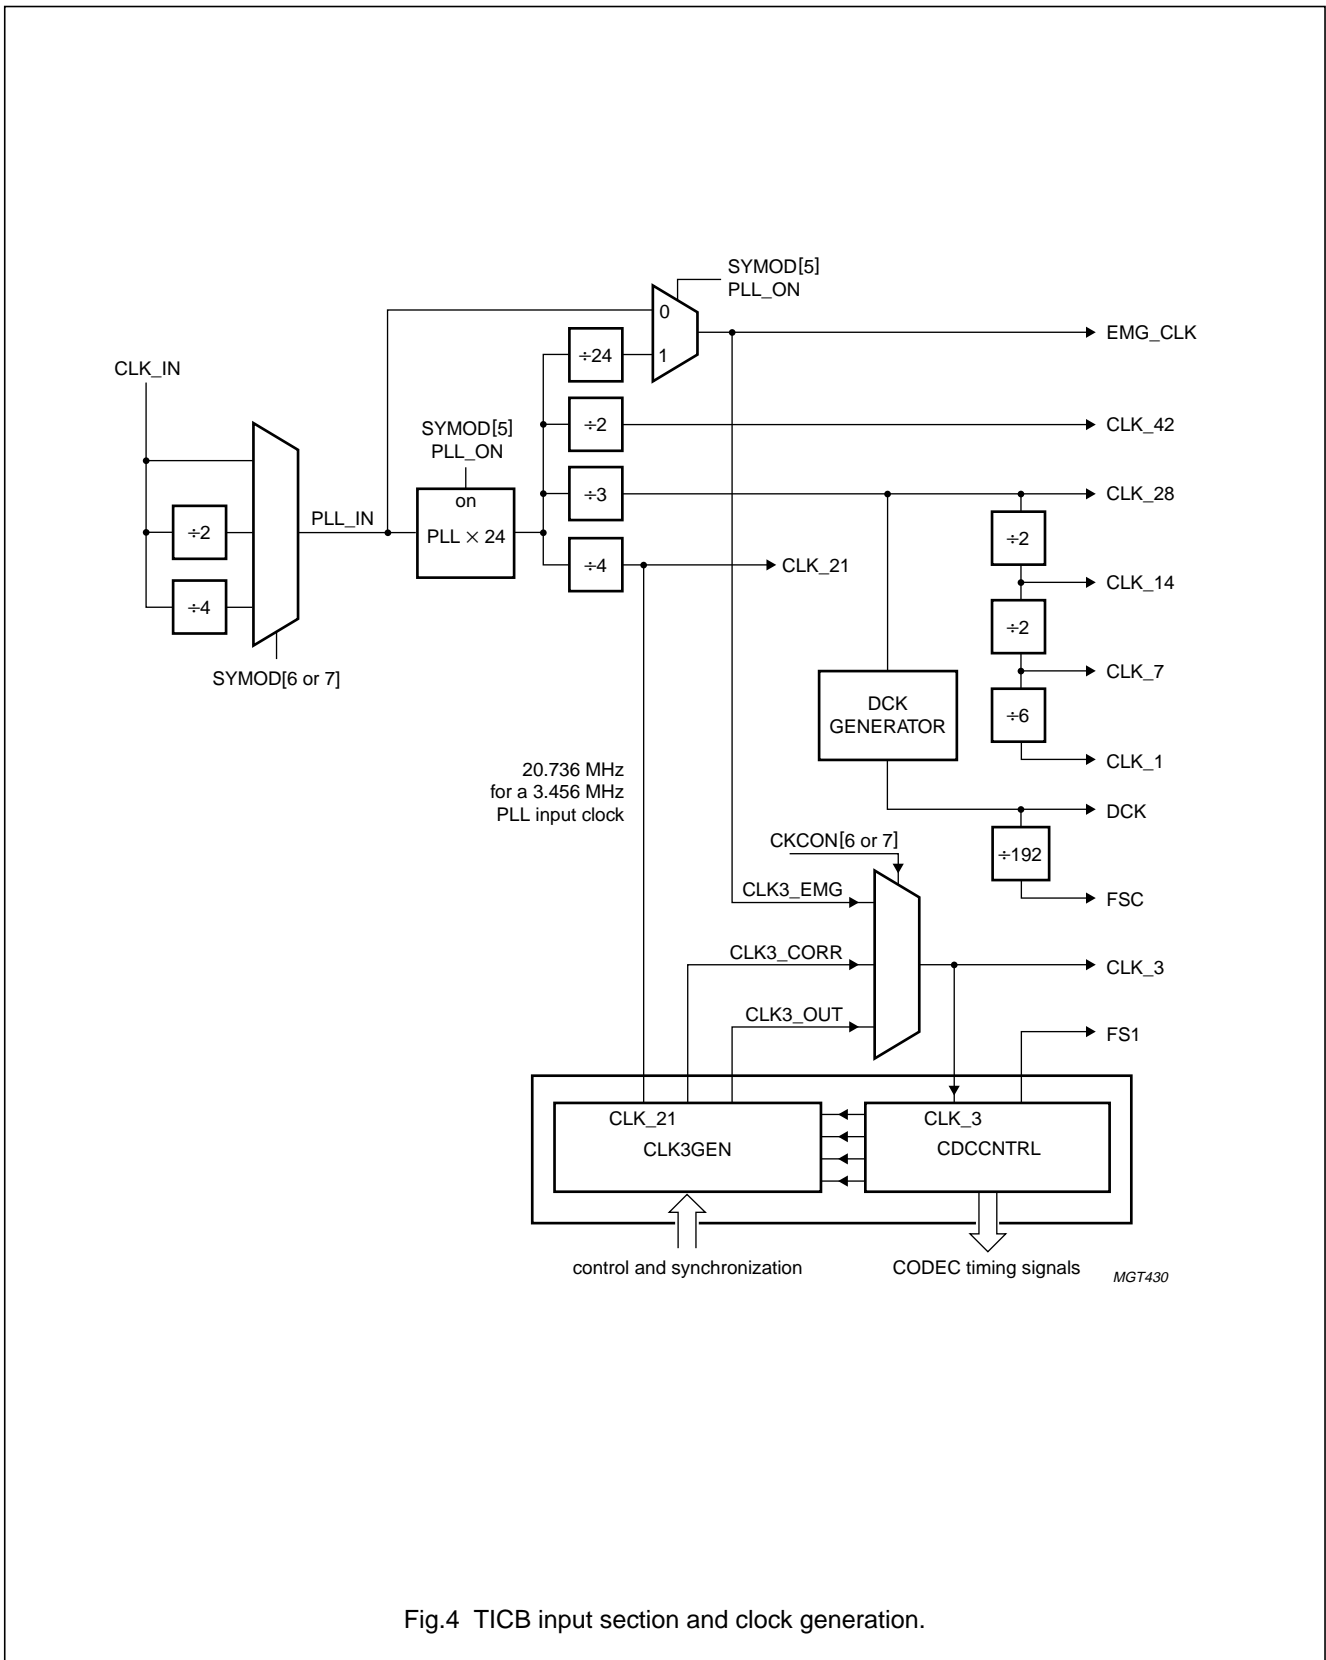 SYMOD[5]
PLL_ON
0
1
EMG_CLK
÷24
CLK_IN
÷2
CLK_42
SYMOD[5]
PLL_ON
÷3
CLK_28
on
PLL × 24
PLL_IN
÷2
÷2
÷4
CLK_21
CLK_14
÷4
÷2
SYMOD[6 or 7]
CLK_7
DCK
GENERATOR
÷6
CLK_1
20.736 MHz
for a 3.456 MHz
PLL input clock
DCK
CKCON[6 or 7]
÷192
CLK3_EMG
FSC
CLK3_CORR
CLK_3
CLK3_OUT
FS1
CLK_21
CLK3GEN
CLK_3
CDCCNTRL
control and synchronization
CODEC timing signals
MGT430
Fig.4 TICB input section and clock generation.